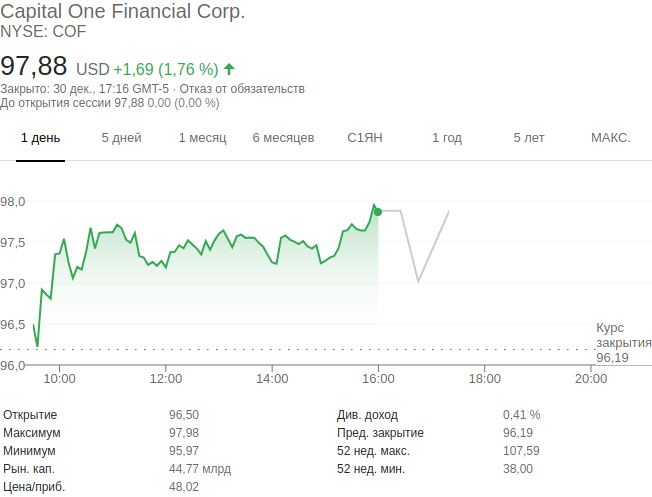 Capital One Financial Corp.
NYSE: COF
97,88 USD +1,69 (1,76 %)
Закрыто: 30 дек., 17:16 GMT-5 · Отказ от обязательств
До открытия сессии 97,88 0,00 (0,00 %)
1 день 5 дней 1 месяц 6 месяцев С1ЯН 1 год 5 лет МАКС.
98,0
97,5
97,0
96,5
Курс
закрытия
96,19
96,0
10:00 12:00 14:00 16:00 18:00 20:00
Открытие 96,50 Див. доход 0,41 %
Максимум 97,98 Пред. закрытие 96,19
Минимум 95,97 52 нед. макс. 107,59
Рын. кап. 44,77 млрд 52 нед. мин. 38,00
Цена/приб. 48,02